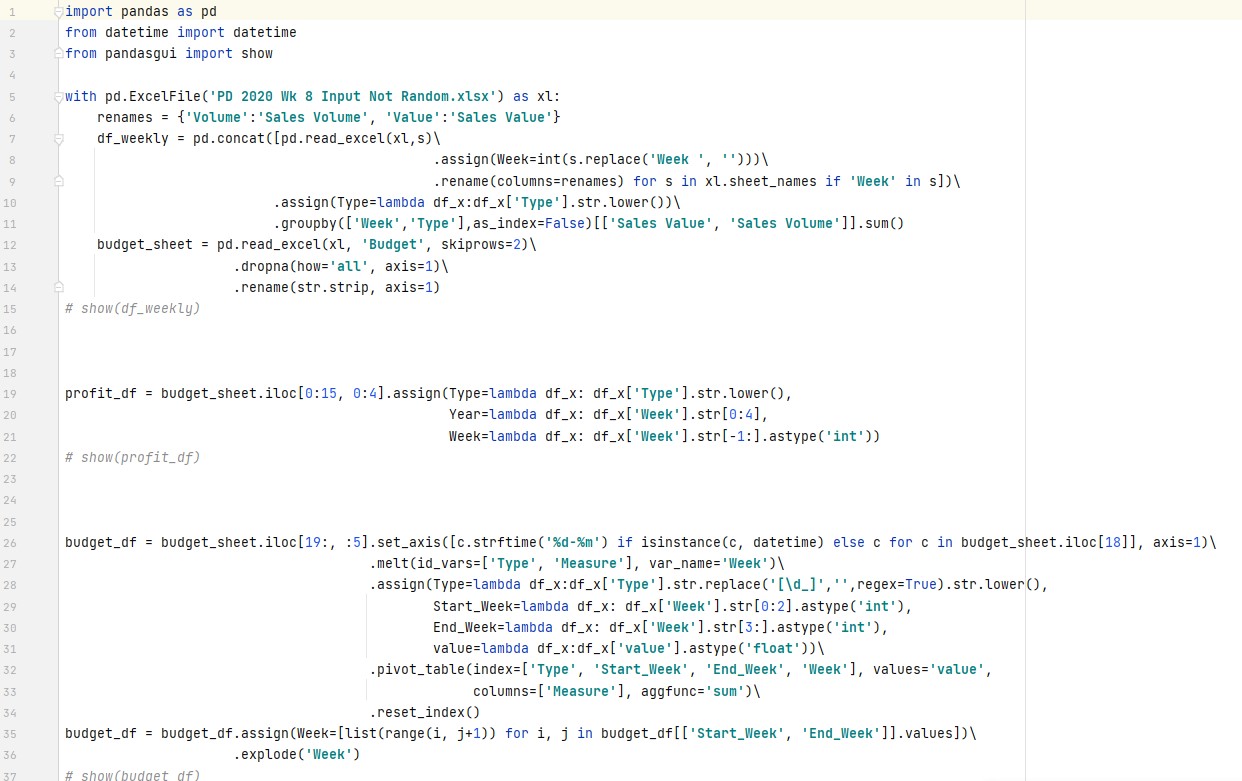 1 import pandas as pd
2 from datetime import datetime
3 from pandasgui import show
4
5 with pd.ExcelFile('PD 2020 Wk 8 Input Not Random.xlsx') as xl:
6     renames = {'Volume':'Sales Volume', 'Value':'Sales Value'}
7     df_weekly = pd.concat([pd.read_excel(xl,s)\
8                                               .assign(Week=int(s.replace('Week ', '')))\
9                                               .rename(columns=renames) for s in xl.sheet_names if 'Week' in s])\
10                           .assign(Type=lambda df_x:df_x['Type'].str.lower())\
11                           .groupby(['Week','Type'],as_index=False)[['Sales Value', 'Sales Volume']].sum()
12     budget_sheet = pd.read_excel(xl, 'Budget', skiprows=2)\
13                      .dropna(how='all', axis=1)\
14                      .rename(str.strip, axis=1)
15 # show(df_weekly)
16
17
18
19 profit_df = budget_sheet.iloc[0:15, 0:4].assign(Type=lambda df_x: df_x['Type'].str.lower(),
20                                                 Year=lambda df_x: df_x['Week'].str[0:4],
21                                                 Week=lambda df_x: df_x['Week'].str[-1:].astype('int'))
22 # show(profit_df)
23
24
25
26 budget_df = budget_sheet.iloc[19:, :5].set_axis([c.strftime('%d-%m') if isinstance(c, datetime) else c for c in budget_sheet.iloc[18]], axis=1)\
27                                       .melt(id_vars=['Type', 'Measure'], var_name='Week')\
28                                       .assign(Type=lambda df_x:df_x['Type'].str.replace('[\d_]','',regex=True).str.lower(),
29                                               Start_Week=lambda df_x: df_x['Week'].str[0:2].astype('int'),
30                                               End_Week=lambda df_x: df_x['Week'].str[3:].astype('int'),
31                                               value=lambda df_x:df_x['value'].astype('float'))\
32                                       .pivot_table(index=['Type', 'Start_Week', 'End_Week', 'Week'], values='value',
33                                                    columns=['Measure'], aggfunc='sum')\
34                                       .reset_index()
35 budget_df = budget_df.assign(Week=[list(range(i, j+1)) for i, j in budget_df[['Start_Week', 'End_Week']].values])\
36                      .explode('Week')
37 # show(budget_df)